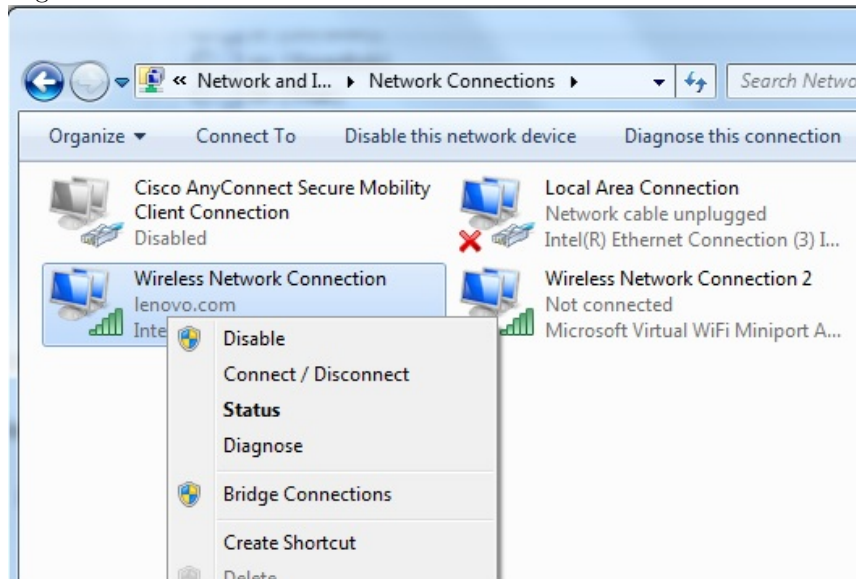 « Network and I... ▸ Network Connections ▸
Search Netwo
Organize ▾ Connect To Disable this network device Diagnose this connection
Cisco AnyConnect Secure Mobility
Client Connection
Disabled
Local Area Connection
Network cable unplugged
Intel(R) Ethernet Connection (3) I...
Wireless Network Connection
lenovo.com
Inte
Wireless Network Connection 2
Not connected
Microsoft Virtual WiFi Miniport A...
Disable
Connect / Disconnect
Status
Diagnose
Bridge Connections
Create Shortcut
Delete